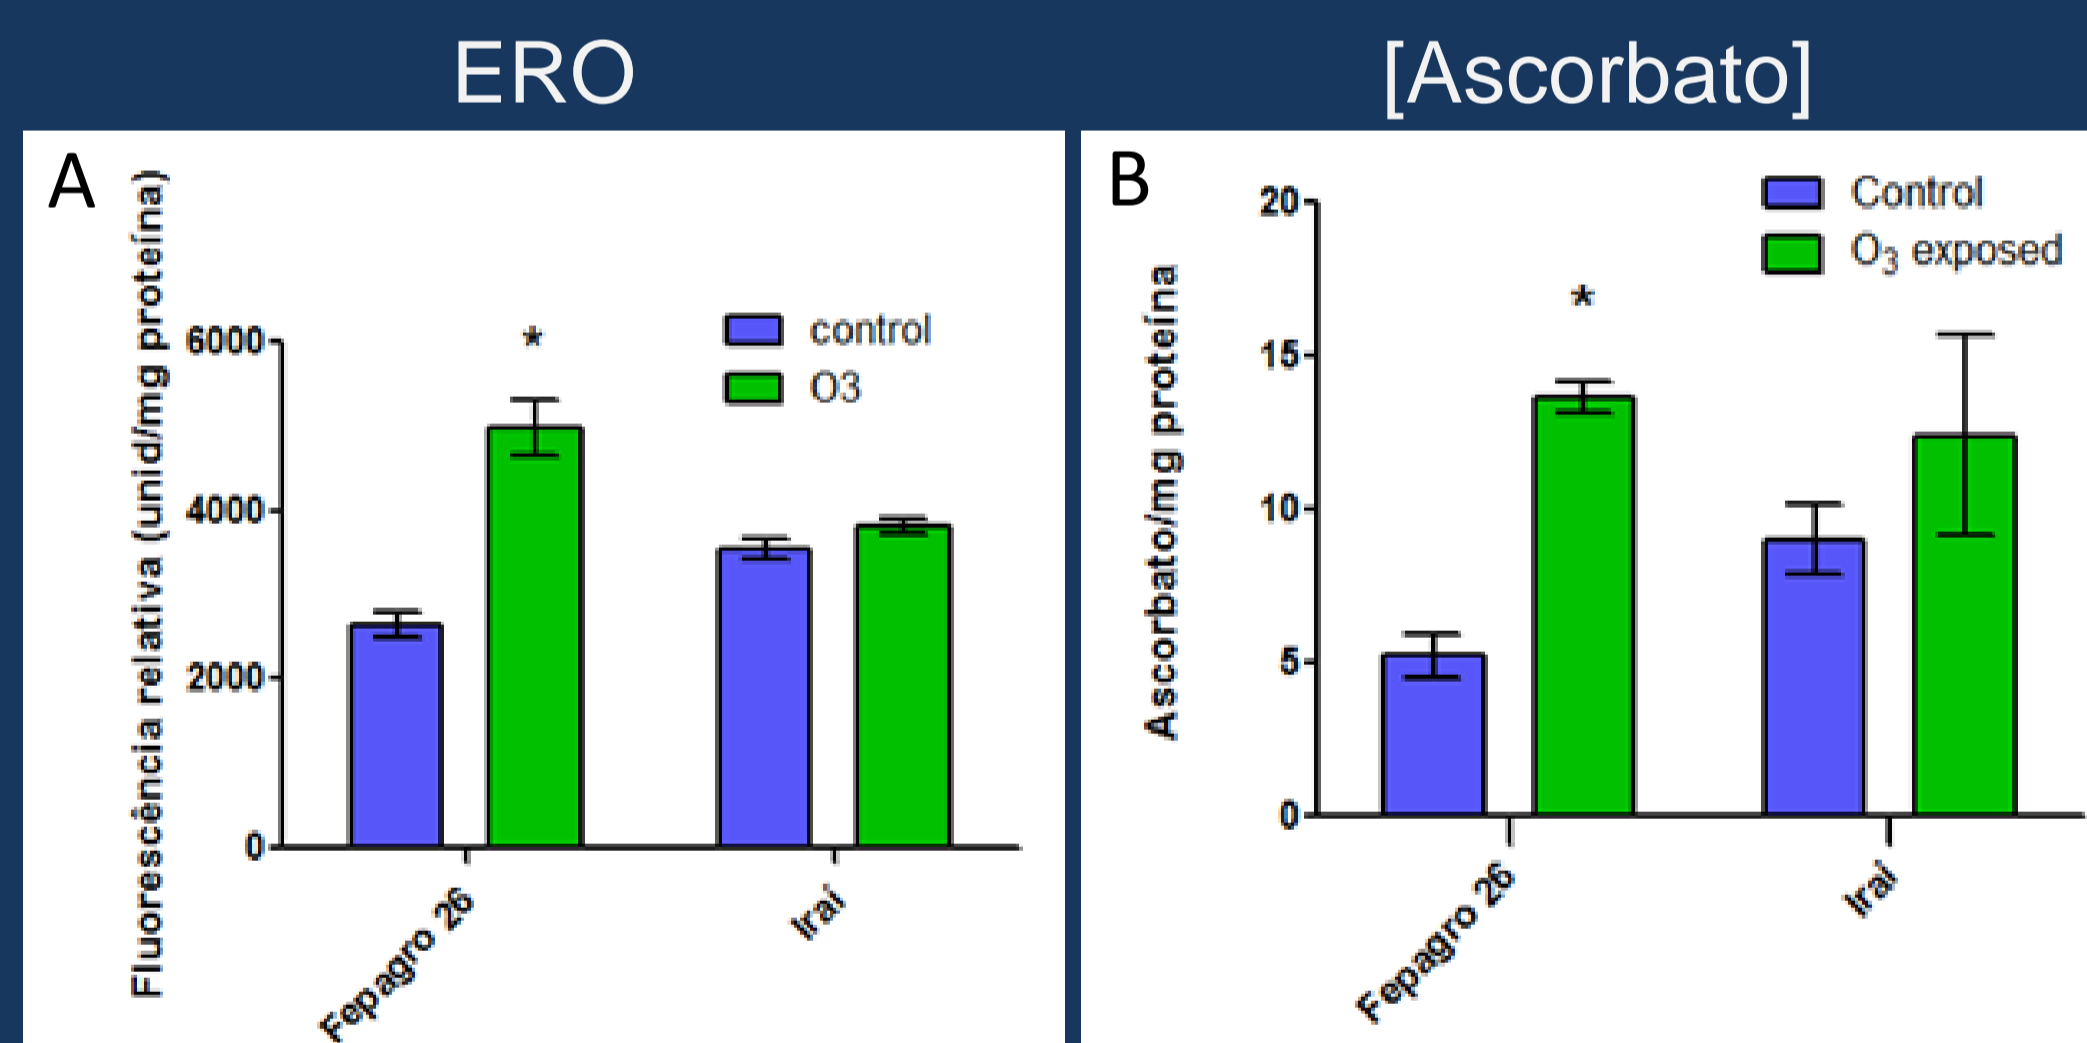 ERO
[Ascorbato]
A
Fluorescência relativa (unid/mg proteína)
6000
4000
2000
0
*
control
O3
Fepagro 26
Iraí
B
Ascorbato/mg proteína
20
15
10
5
0
*
Control
O₃ exposed
Fepagro 26
Iraí